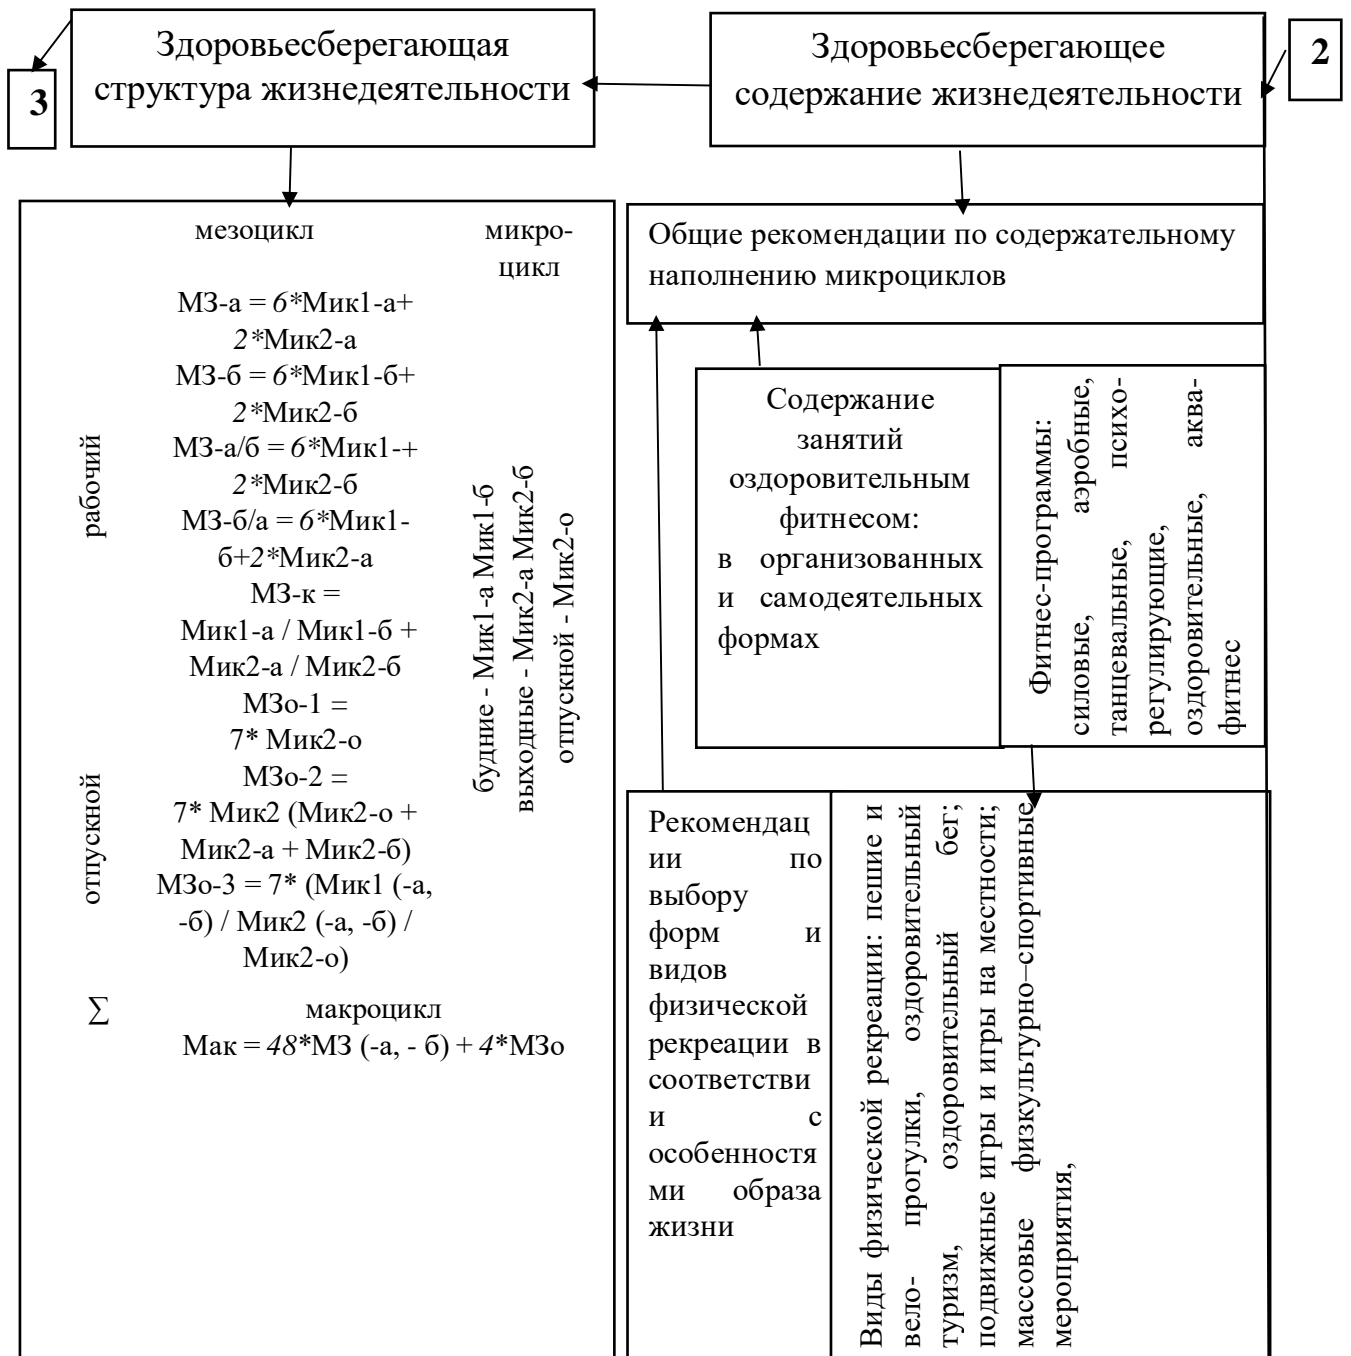 3
Здоровьесберегающая
структура жизнедеятельности
Здоровьесберегающее
содержание жизнедеятельности
2
мезоцикл
микро-
цикл
рабочий
отпускной
МЗ-а = 6*Мик1-а+
2*Мик2-а
МЗ-б = 6*Мик1-б+
2*Мик2-б
МЗ-а/б = 6*Мик1-+
2*Мик2-б
МЗ-б/а = 6*Мик1-
б+2*Мик2-а
МЗ-к =
Мик1-а / Мик1-б +
Мик2-а / Мик2-б
МЗо-1 =
7* Мик2-о
МЗо-2 =
7* Мик2 (Мик2-о +
Мик2-а + Мик2-б)
МЗо-3 = 7* (Мик1 (-а,
-б) / Мик2 (-а, -б) /
Мик2-о)
будние - Мик1-а Мик1-б
выходные - Мик2-а Мик2-б
отпускной - Мик2-о
∑
макроцикл
Мак = 48*МЗ (-а, - б) + 4*МЗо
Общие рекомендации по содержательному
наполнению микроциклов
Содержание
занятий
оздоровительным
фитнесом:
в организованных
и самодеятельных
формах
Фитнес-программы:
силовые, аэробные,
танцевальные, психо-
регулирующие,
оздоровительные, аква-
фитнес
Рекомендац
ии по
выбору
форм и
видов
физической
рекреации в
соответстви
и с
особенностя
ми образа
жизни
Виды физической рекреации: пешие и
вело- прогулки, оздоровительный
туризм, оздоровительный бег;
подвижные игры и игры на местности;
массовые физкультурно–спортивные
мероприятия,